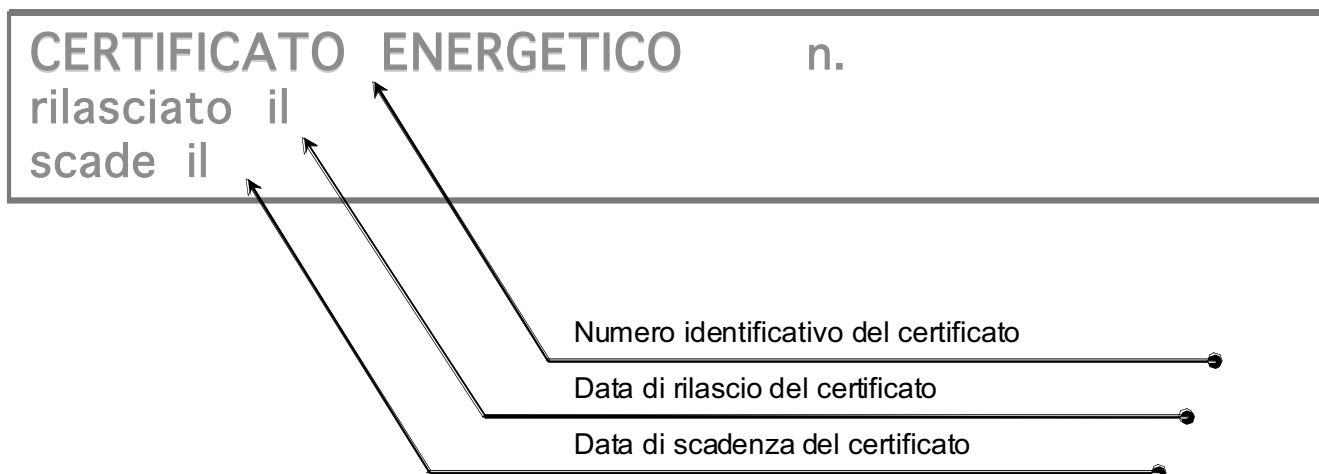 CERTIFICATO ENERGETICO n.
rilasciato il
scade il
Numero identificativo del certificato
Data di rilascio del certificato
Data di scadenza del certificato